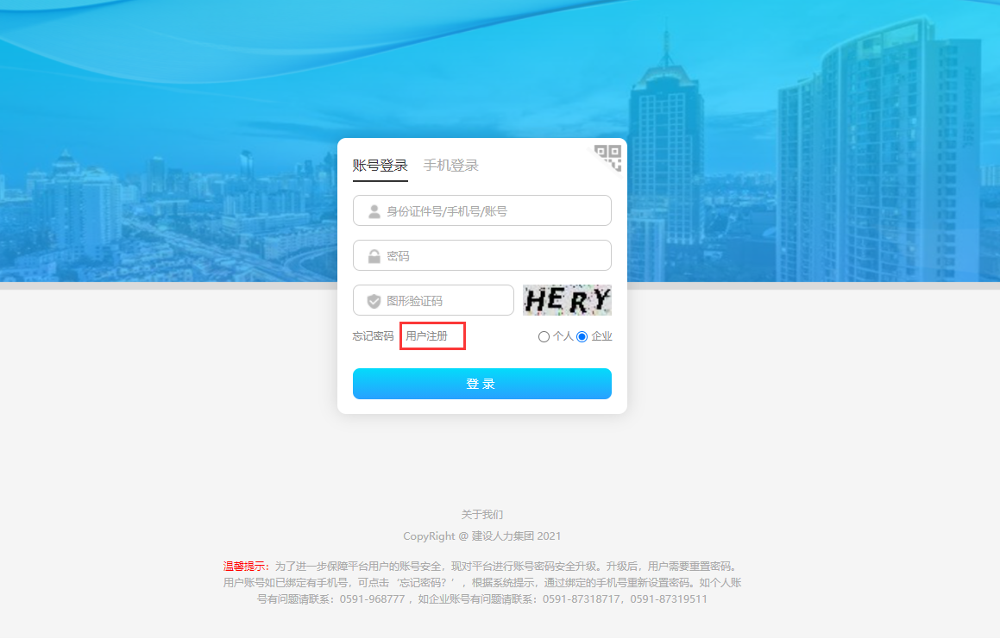 账号登录 手机登录
身份证件号/手机号/账号
密码
图形验证码 HERY
忘记密码 用户注册 个人 企业
登 录
关于我们
CopyRight @ 建设人力集团 2021
温馨提示：为了进一步保障平台用户的账号安全，现对平台进行账号密码安全升级。升级后，用户需要重置密码。
用户账号如已绑定有手机号，可点击‘忘记密码？’，根据系统提示，通过绑定的手机号重新设置密码。如个人账
号有问题请联系：0591-968777 ，如企业账号有问题请联系：0591-87318717，0591-87319511